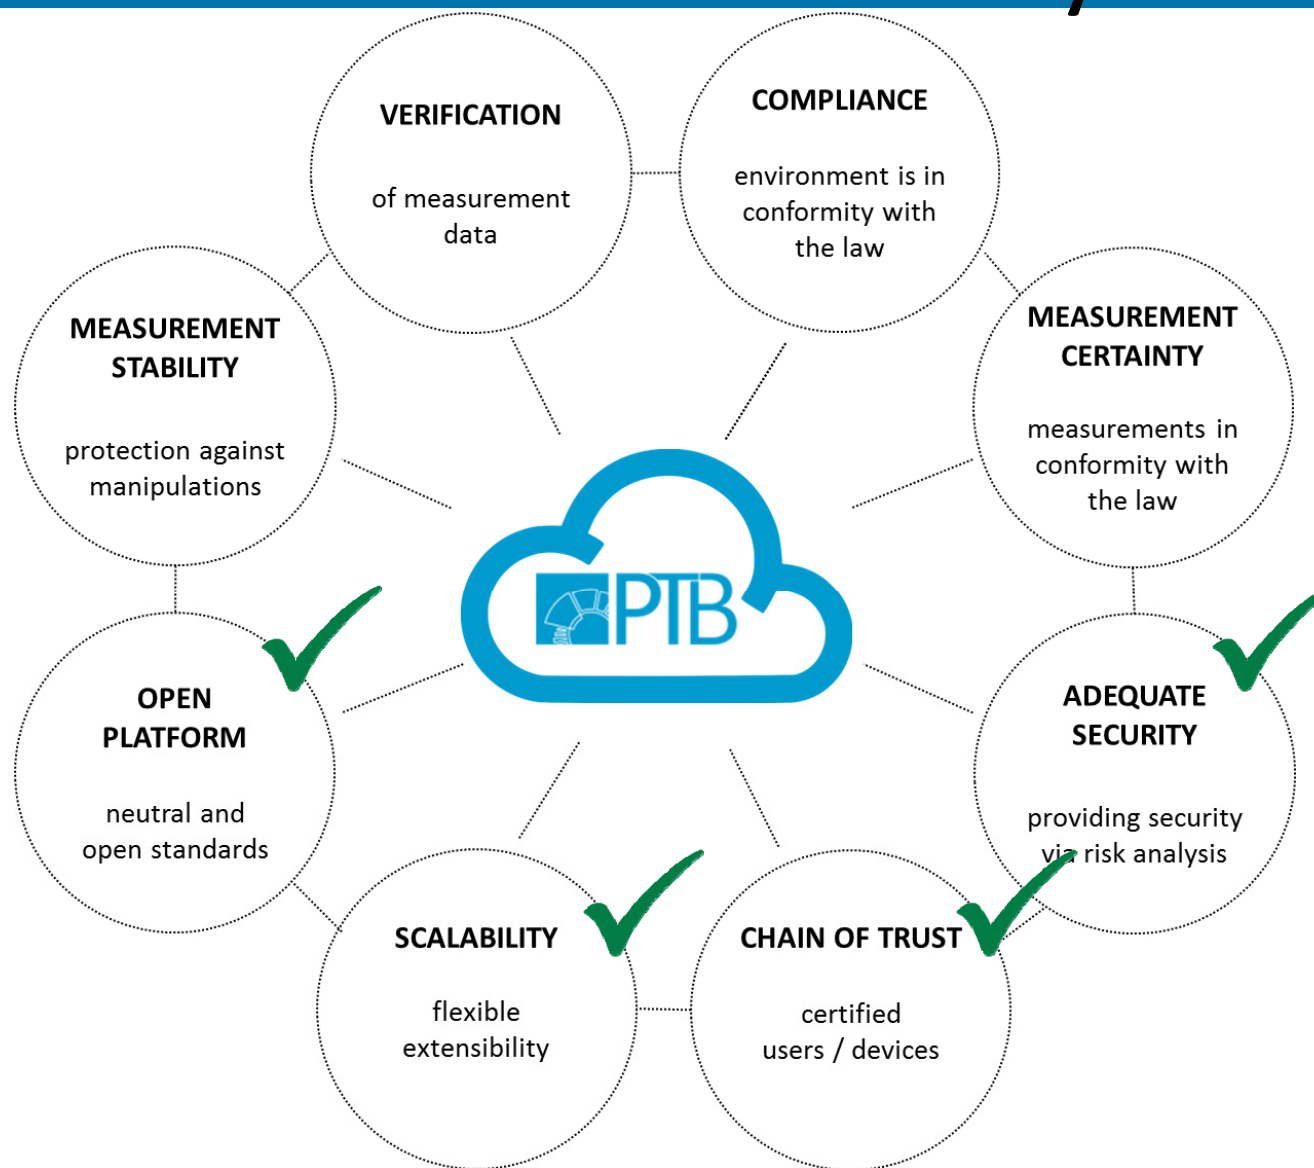 VERIFICATION
of measurement
data
COMPLIANCE
environment is in
conformity with
the law
MEASUREMENT
STABILITY
protection against
manipulations
MEASUREMENT
CERTAINTY
measurements in
conformity with
the law
PTB
OPEN
PLATFORM
neutral and
open standards
ADEQUATE
SECURITY
providing security
via risk analysis
SCALABILITY
flexible
extensibility
CHAIN OF TRUST
certified
users / devices